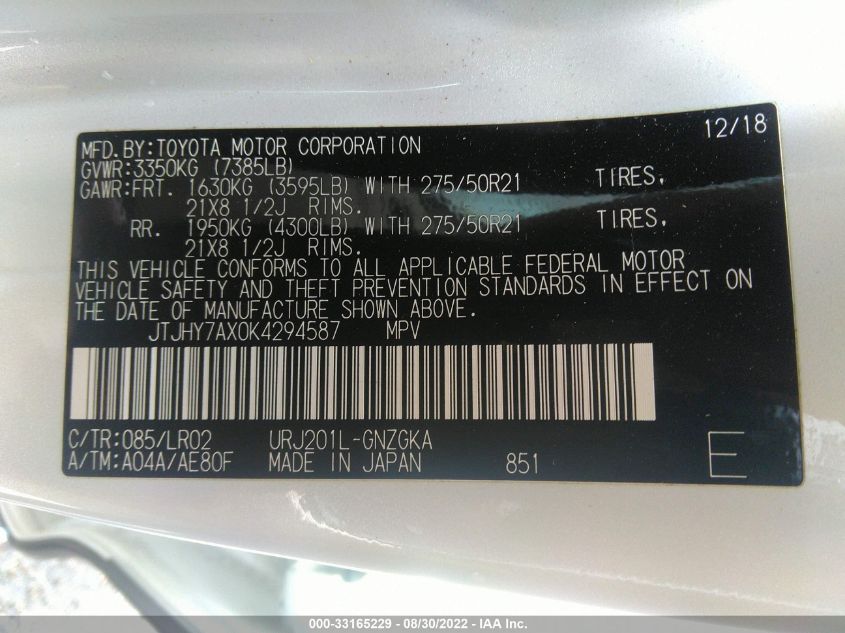 12/18
MFD.BY:TOYOTA MOTOR CORPORATION
GVWR:3350KG (7385LB)
GAWR:FRT. 1630KG (3595LB) WITH 275/50R21 TIRES,
21X8 1/2J RIMS.
RR. 1950KG (4300LB) WITH 275/50R21 TIRES,
21X8 1/2J RIMS.
THIS VEHICLE CONFORMS TO ALL APPLICABLE FEDERAL MOTOR
VEHICLE SAFETY AND THEFT PREVENTION STANDARDS IN EFFECT ON
THE DATE OF MANUFACTURE SHOWN ABOVE.
JTJHY7AX0K4294587 MPV
C/TR:085/LR02 URJ201L-GNZGKA
A/TM:A04A/AE80F MADE IN JAPAN 851 E
000-33165229 - 08/30/2022 - IAA Inc.